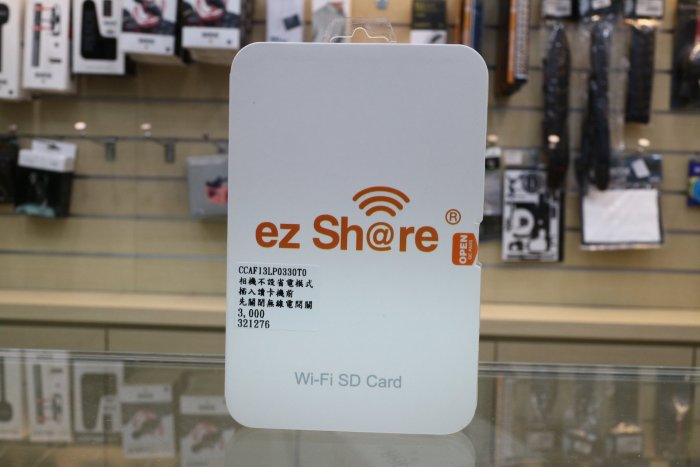 ez Sh@re®
OPEN
CCAF13LP0330T0
相機不設省電模式
插入讀卡機前
先關閉無線電開關
3,000
321276
Wi-Fi SD Card